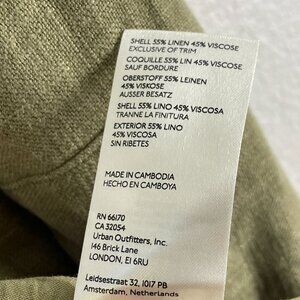 SHELL 55% LINEN 45% VISCOSE
EXCLUSIVE OF TRIM
COQUILLE 55% LIN 45% VISCOSE
SAUF BORDURE
OBERSTOFF 55% LEINEN
45% VISKOSE
AUSSER BESATZ
SHELL 55% LINO 45% VISCOSA
TRANNE LA FINITURA
EXTERIOR 55% LINO
45% VISCOSA
SIN RIBETES
MADE IN CAMBODIA
HECHO EN CAMBOYA
RN 66170
CA 32054
Urban Outfitters, Inc.
146 Brick Lane
LONDON, E1 6RU
Leidsestraat 32, 1017 PB
Amsterdam, Netherlands